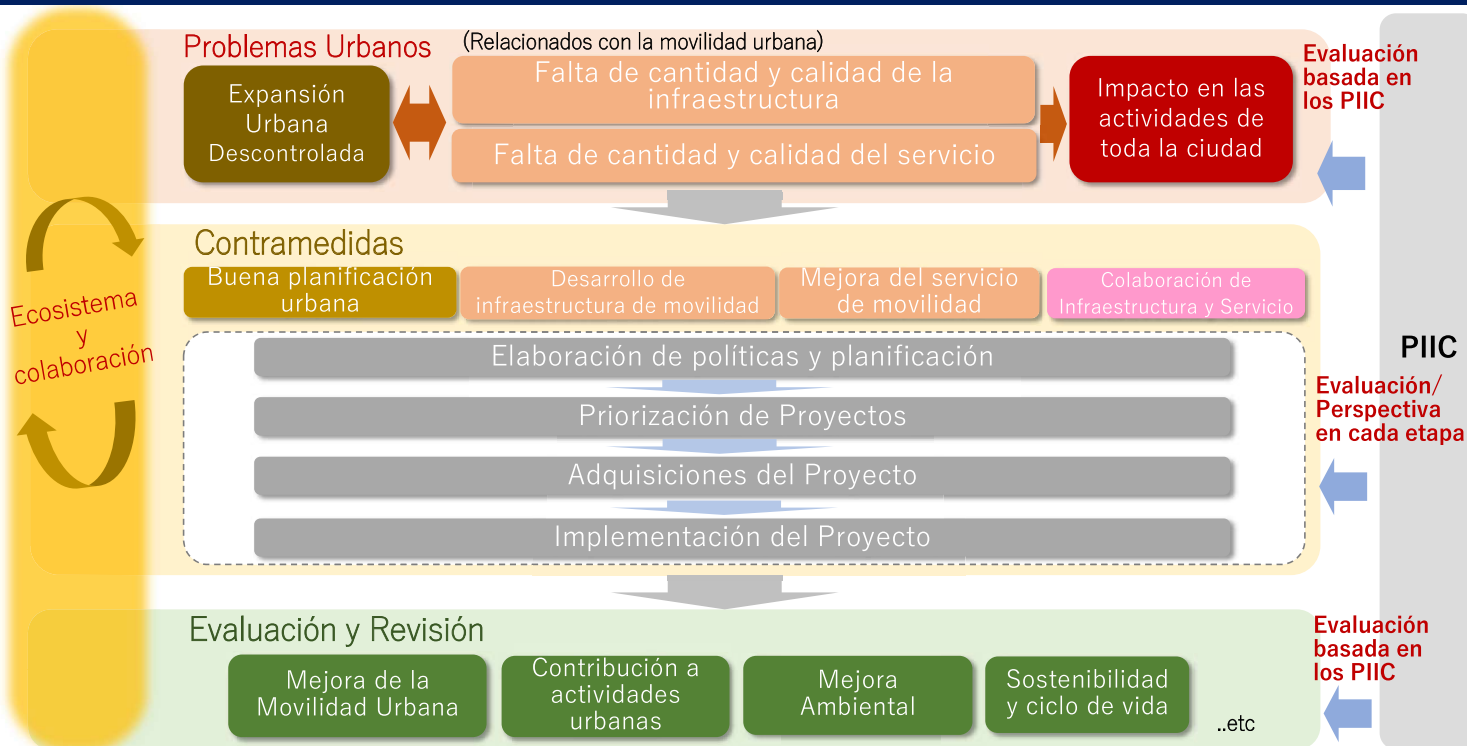 Problemas Urbanos
(Relacionados con la movilidad urbana)
Expansión
Urbana
Descontrolada
Falta de cantidad y calidad de la
infraestructura
Falta de cantidad y calidad del servicio
Impacto en las
actividades de
toda la ciudad
Evaluación
basada en
los PIIC
Contramedidas
Buena planificación
urbana
Desarrollo de
infraestructura de movilidad
Mejora del servicio
de movilidad
Colaboración de
Infraestructura y Servicio
Ecosistema
y
colaboración
Elaboración de políticas y planificación
Priorización de Proyectos
Adquisiciones del Proyecto
Implementación del Proyecto
PIIC
Evaluación/
Perspectiva
en cada etapa
Evaluación y Revisión
Mejora de la
Movilidad Urbana
Contribución a
actividades
urbanas
Mejora
Ambiental
Sostenibilidad
y ciclo de vida
..etc
Evaluación
basada en
los PIIC